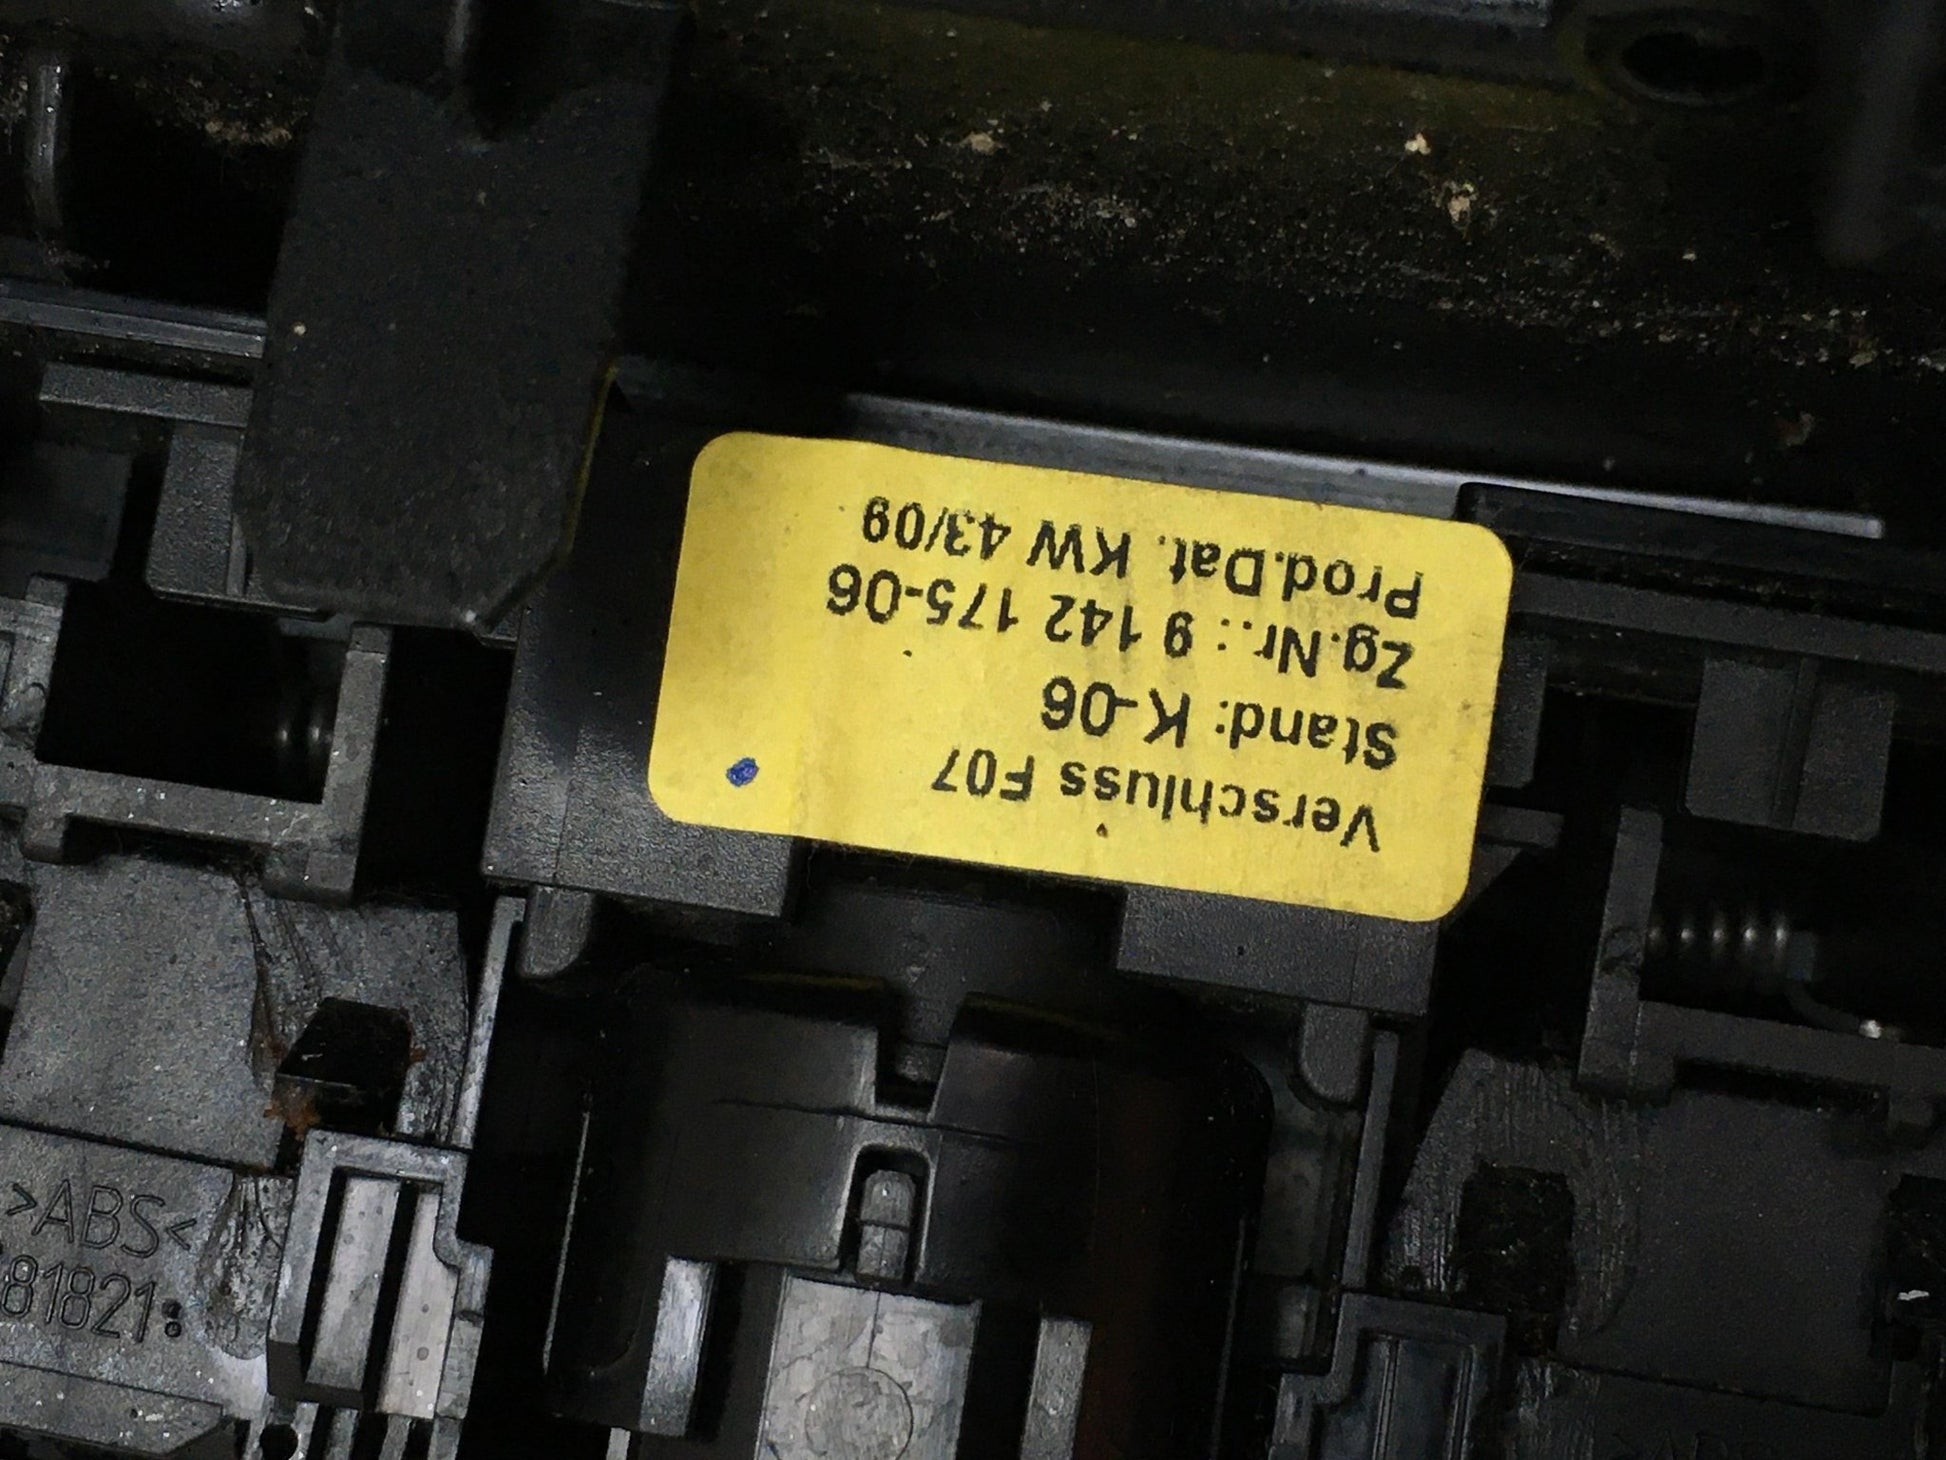 Verschluss F07
Stand: K-06
Zg.Nr.: 9 142 175-06
Prod.Dat. KW 43/09
>ABS<
81821